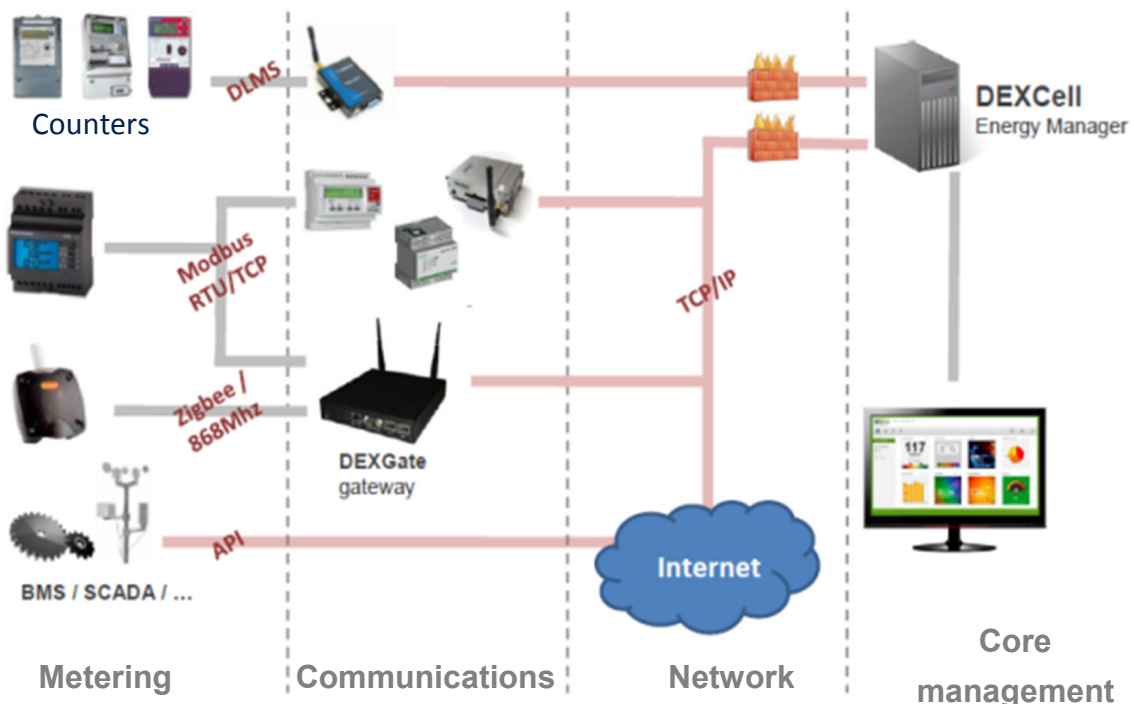 DLMS
Counters
DEXCell
Energy Manager
Modbus
RTU/TCP
TCP/IP
Zigbee /
868Mhz
DEXGate
gateway
117
API
Internet
BMS / SCADA / ...
Metering
Communications
Network
Core
management